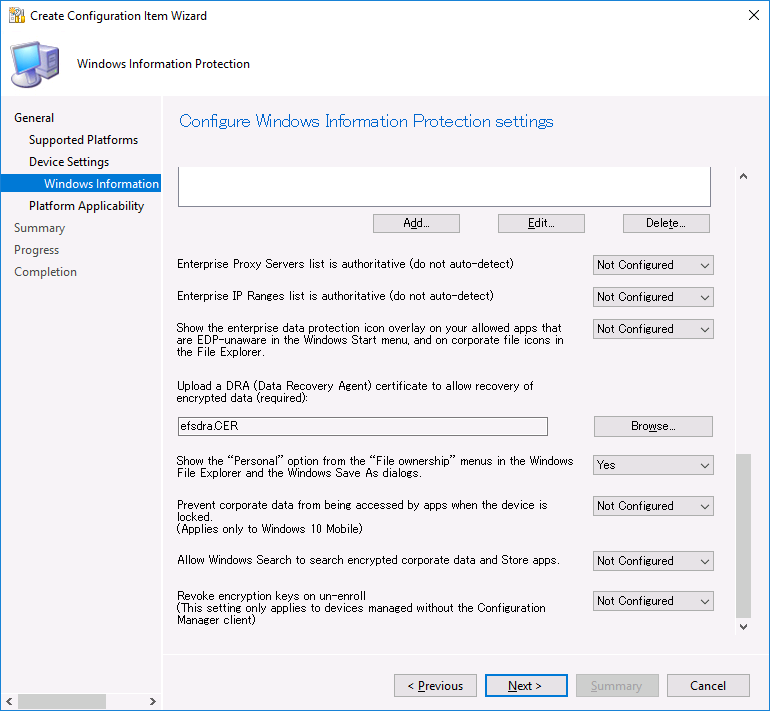 Create Configuration Item Wizard
Windows Information Protection
General
Supported Platforms
Device Settings
Windows Information
Platform Applicability
Summary
Progress
Completion
Configure Windows Information Protection settings
Add...
Edit...
Delete...
Enterprise Proxy Servers list is authoritative (do not auto-detect)
Not Configured
Enterprise IP Ranges list is authoritative (do not auto-detect)
Not Configured
Show the enterprise data protection icon overlay on your allowed apps that
are EDP-unaware in the Windows Start menu, and on corporate file icons in
the File Explorer.
Not Configured
Upload a DRA (Data Recovery Agent) certificate to allow recovery of
encrypted data (required):
efsdra.CER
Browse...
Show the “Personal” option from the “File ownership” menus in the Windows
File Explorer and the Windows Save As dialogs.
Yes
Prevent corporate data from being accessed by apps when the device is
locked.
(Applies only to Windows 10 Mobile)
Not Configured
Allow Windows Search to search encrypted corporate data and Store apps.
Not Configured
Revoke encryption keys on un-enroll
(This setting only applies to devices managed without the Configuration
Manager client)
Not Configured
< Previous
Next >
Summary
Cancel